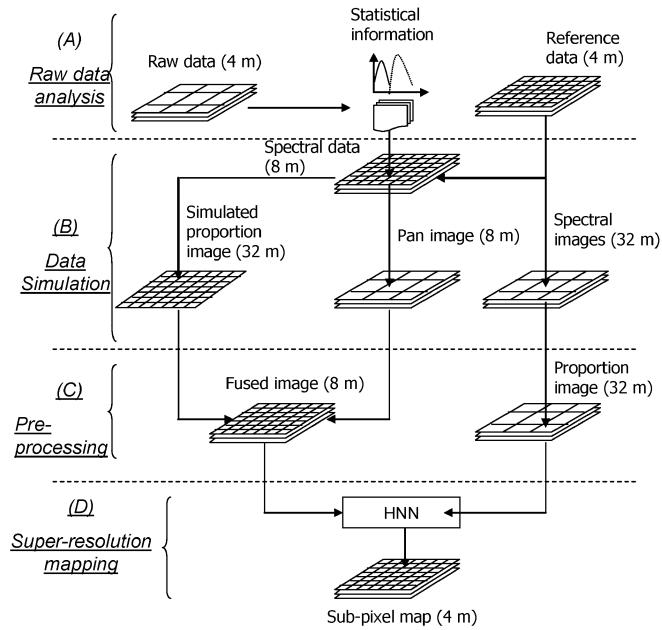 (A)
Raw data
analysis
Raw data (4 m)
Statistical
information
Reference
data (4 m)
(B)
Data
Simulation
Spectral data
(8 m)
Simulated
proportion
image (32 m)
Pan image (8 m)
Spectral
images (32 m)
(C)
Pre-
processing
Fused image (8 m)
Proportion
image (32 m)
(D)
Super-resolution
mapping
HNN
Sub-pixel map (4 m)